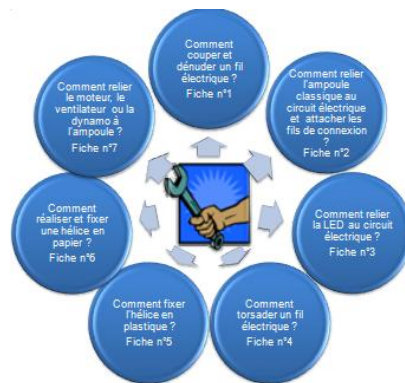 Comment
couper et
dénuder un fil
électrique ?
Fiche n°1
Comment relier
l'ampoule
classique au
circuit électrique
et attacher les
fils de connexion
?
Fiche n°2
Comment relier
la LED au circuit
électrique ?
Fiche n°3
Comment
torsader un fil
électrique ?
Fiche n°4
Comment fixer
l'hélice en
plastique ?
Fiche n°5
Comment
réaliser et fixer
une hélice en
papier ?
Fiche n°6
Comment relier
le moteur, le
ventilateur ou la
dynamo à
l'ampoule ?
Fiche n°7